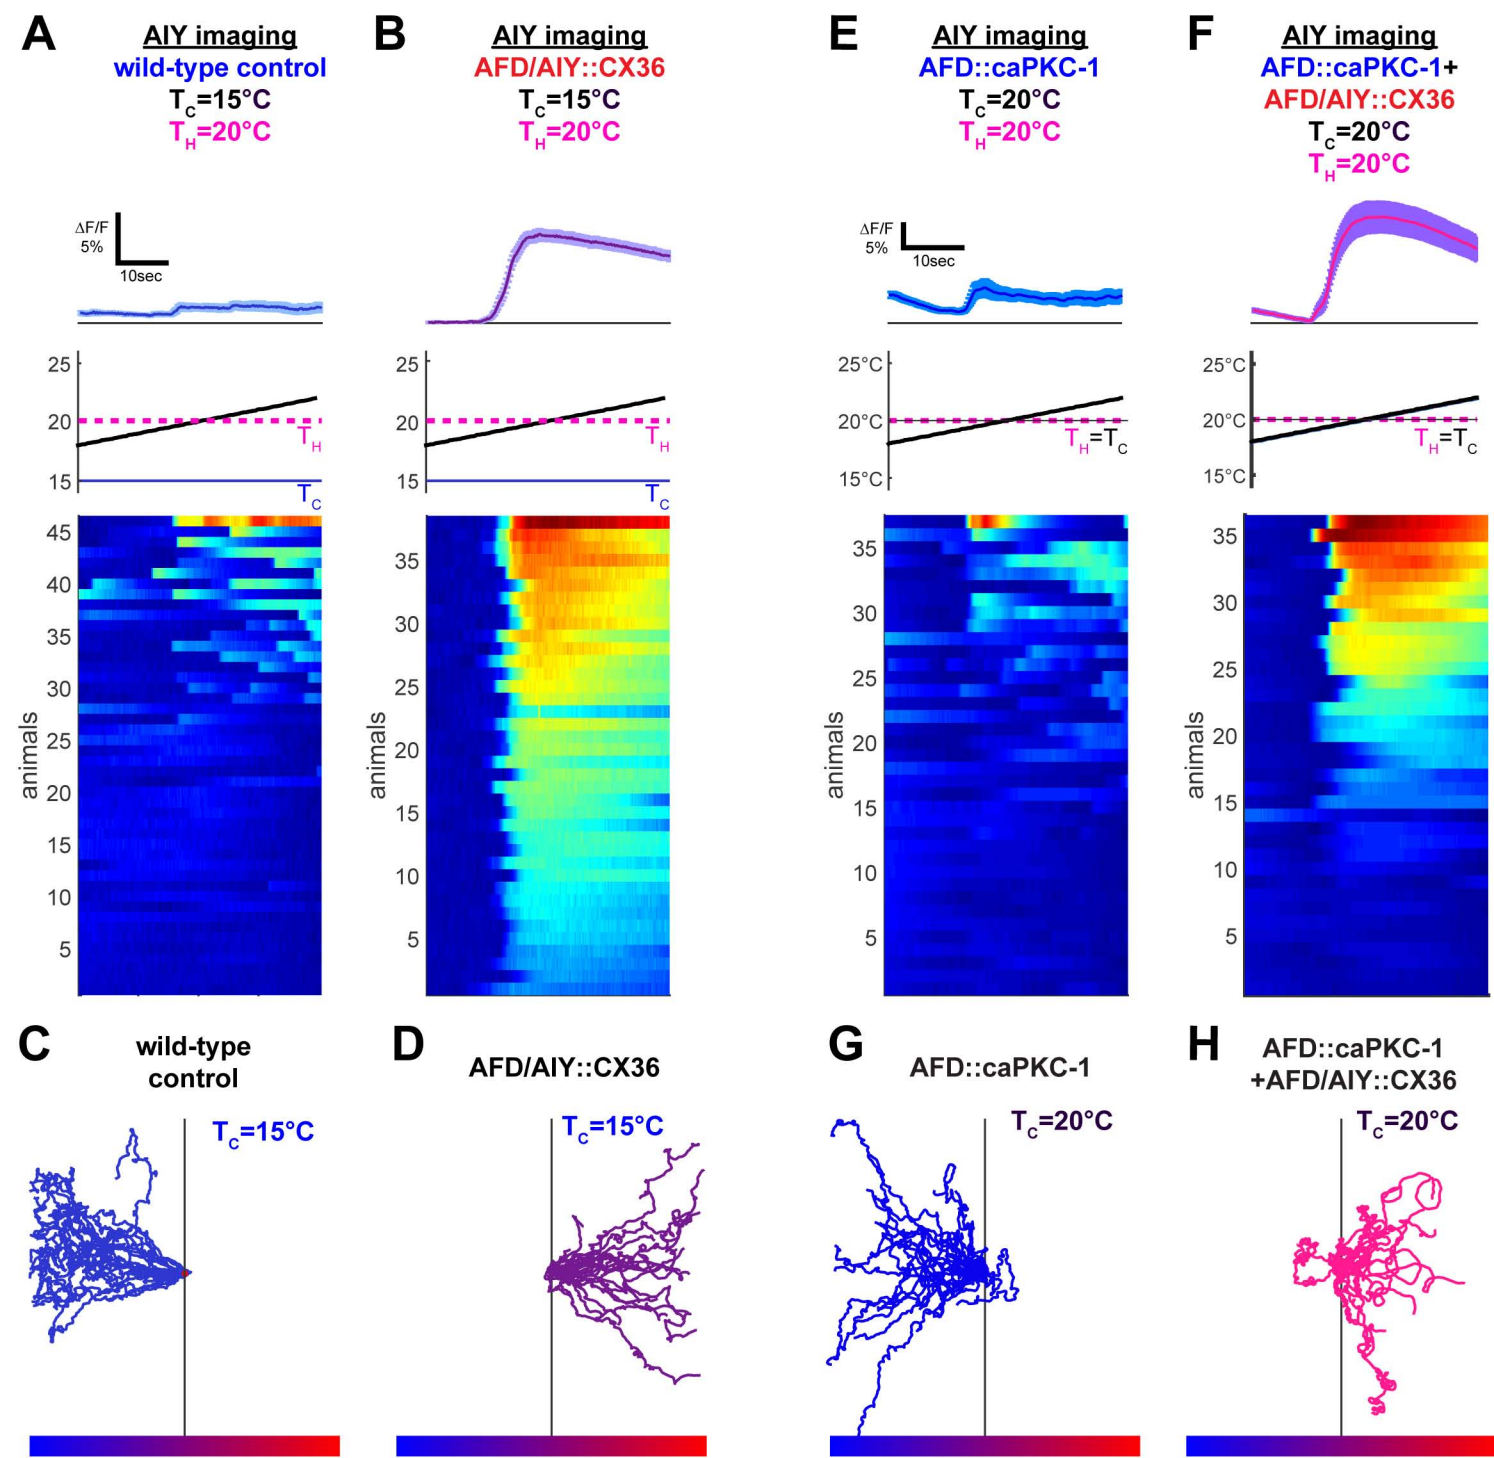 A
AIY imaging
wild-type control
TC=15°C
TH=20°C
B
AIY imaging
AFD/AIY::CX36
TC=15°C
TH=20°C
E
AIY imaging
AFD::caPKC-1
TC=20°C
TH=20°C
F
AIY imaging
AFD::caPKC-1+
AFD/AIY::CX36
TC=20°C
TH=20°C
ΔF/F
5%
10sec
ΔF/F
5%
10sec
25
20
15
TH
TC
25
20
15
TH
TC
25°C
20°C
15°C
TH=TC
25°C
20°C
15°C
TH=TC
animals
45
40
35
30
25
20
15
10
5
animals
35
30
25
20
15
10
5
animals
35
30
25
20
15
10
5
animals
35
30
25
20
15
10
5
C
wild-type
control
TC=15°C
D
AFD/AIY::CX36
TC=15°C
G
AFD::caPKC-1
TC=20°C
H
AFD::caPKC-1
+AFD/AIY::CX36
TC=20°C